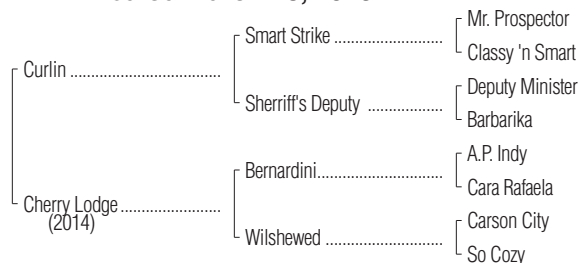 Mr. Prospector
Smart Strike
Classy 'n Smart
Curlin
Deputy Minister
Sherriff's Deputy
Barbarika
A.P. Indy
Bernardini
Cara Rafaela
Cherry Lodge
(2014)
Carson City
Wilshewed
So Cozy